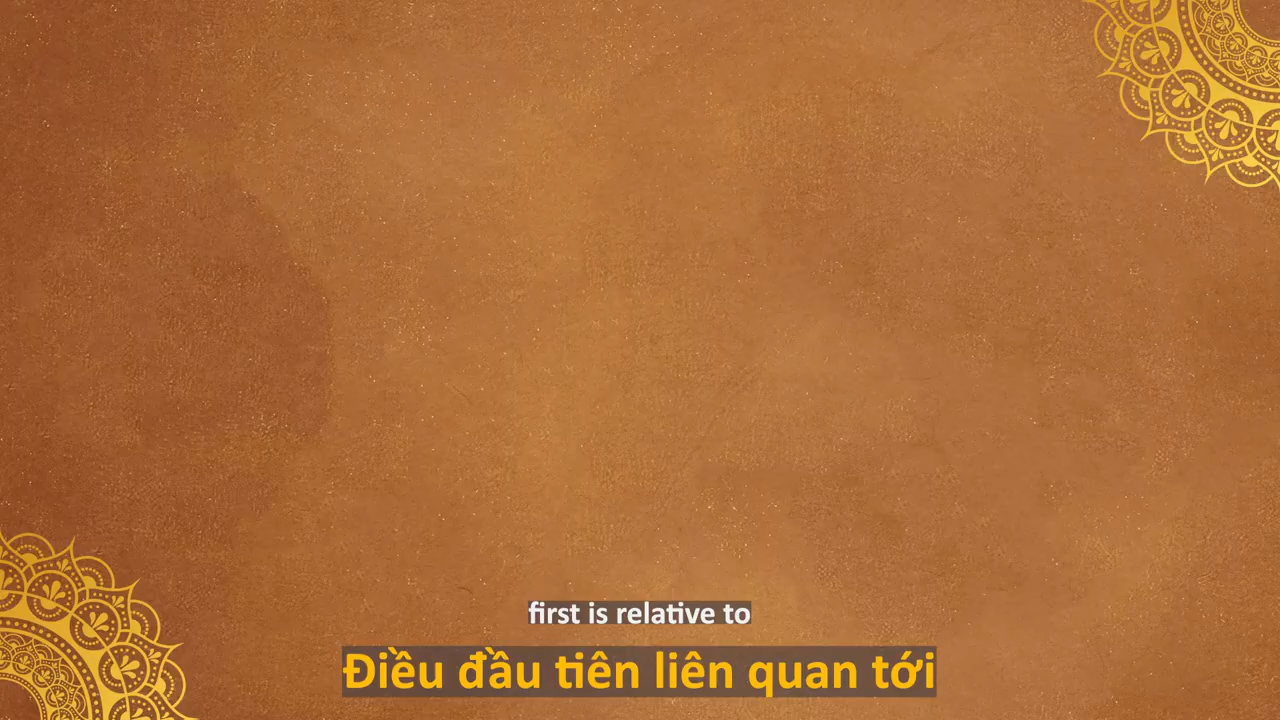 first is relative to
Điều đầu tiên liên quan tới